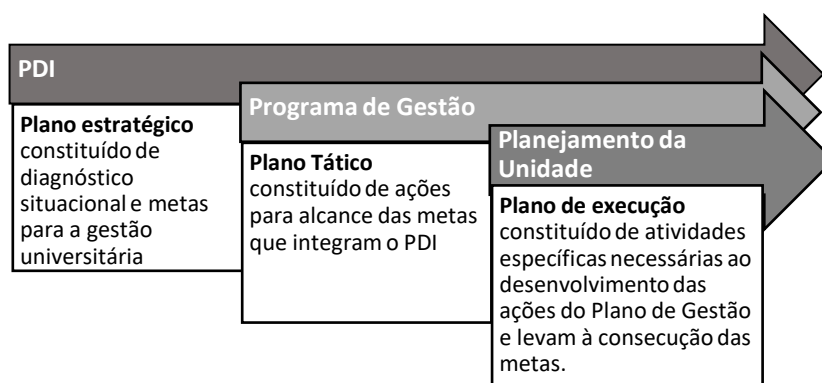 PDI
Plano estratégico
constituído de
diagnóstico
situacional e metas
para a gestão
universitária
Programa de Gestão
Plano Tático
constituído de ações
para alcance das metas
que integram o PDI
Planejamento da
Unidade
Plano de execução
constituído de atividades
específicas necessárias ao
desenvolvimento das
ações do Plano de Gestão
e levam à consecução das
metas.